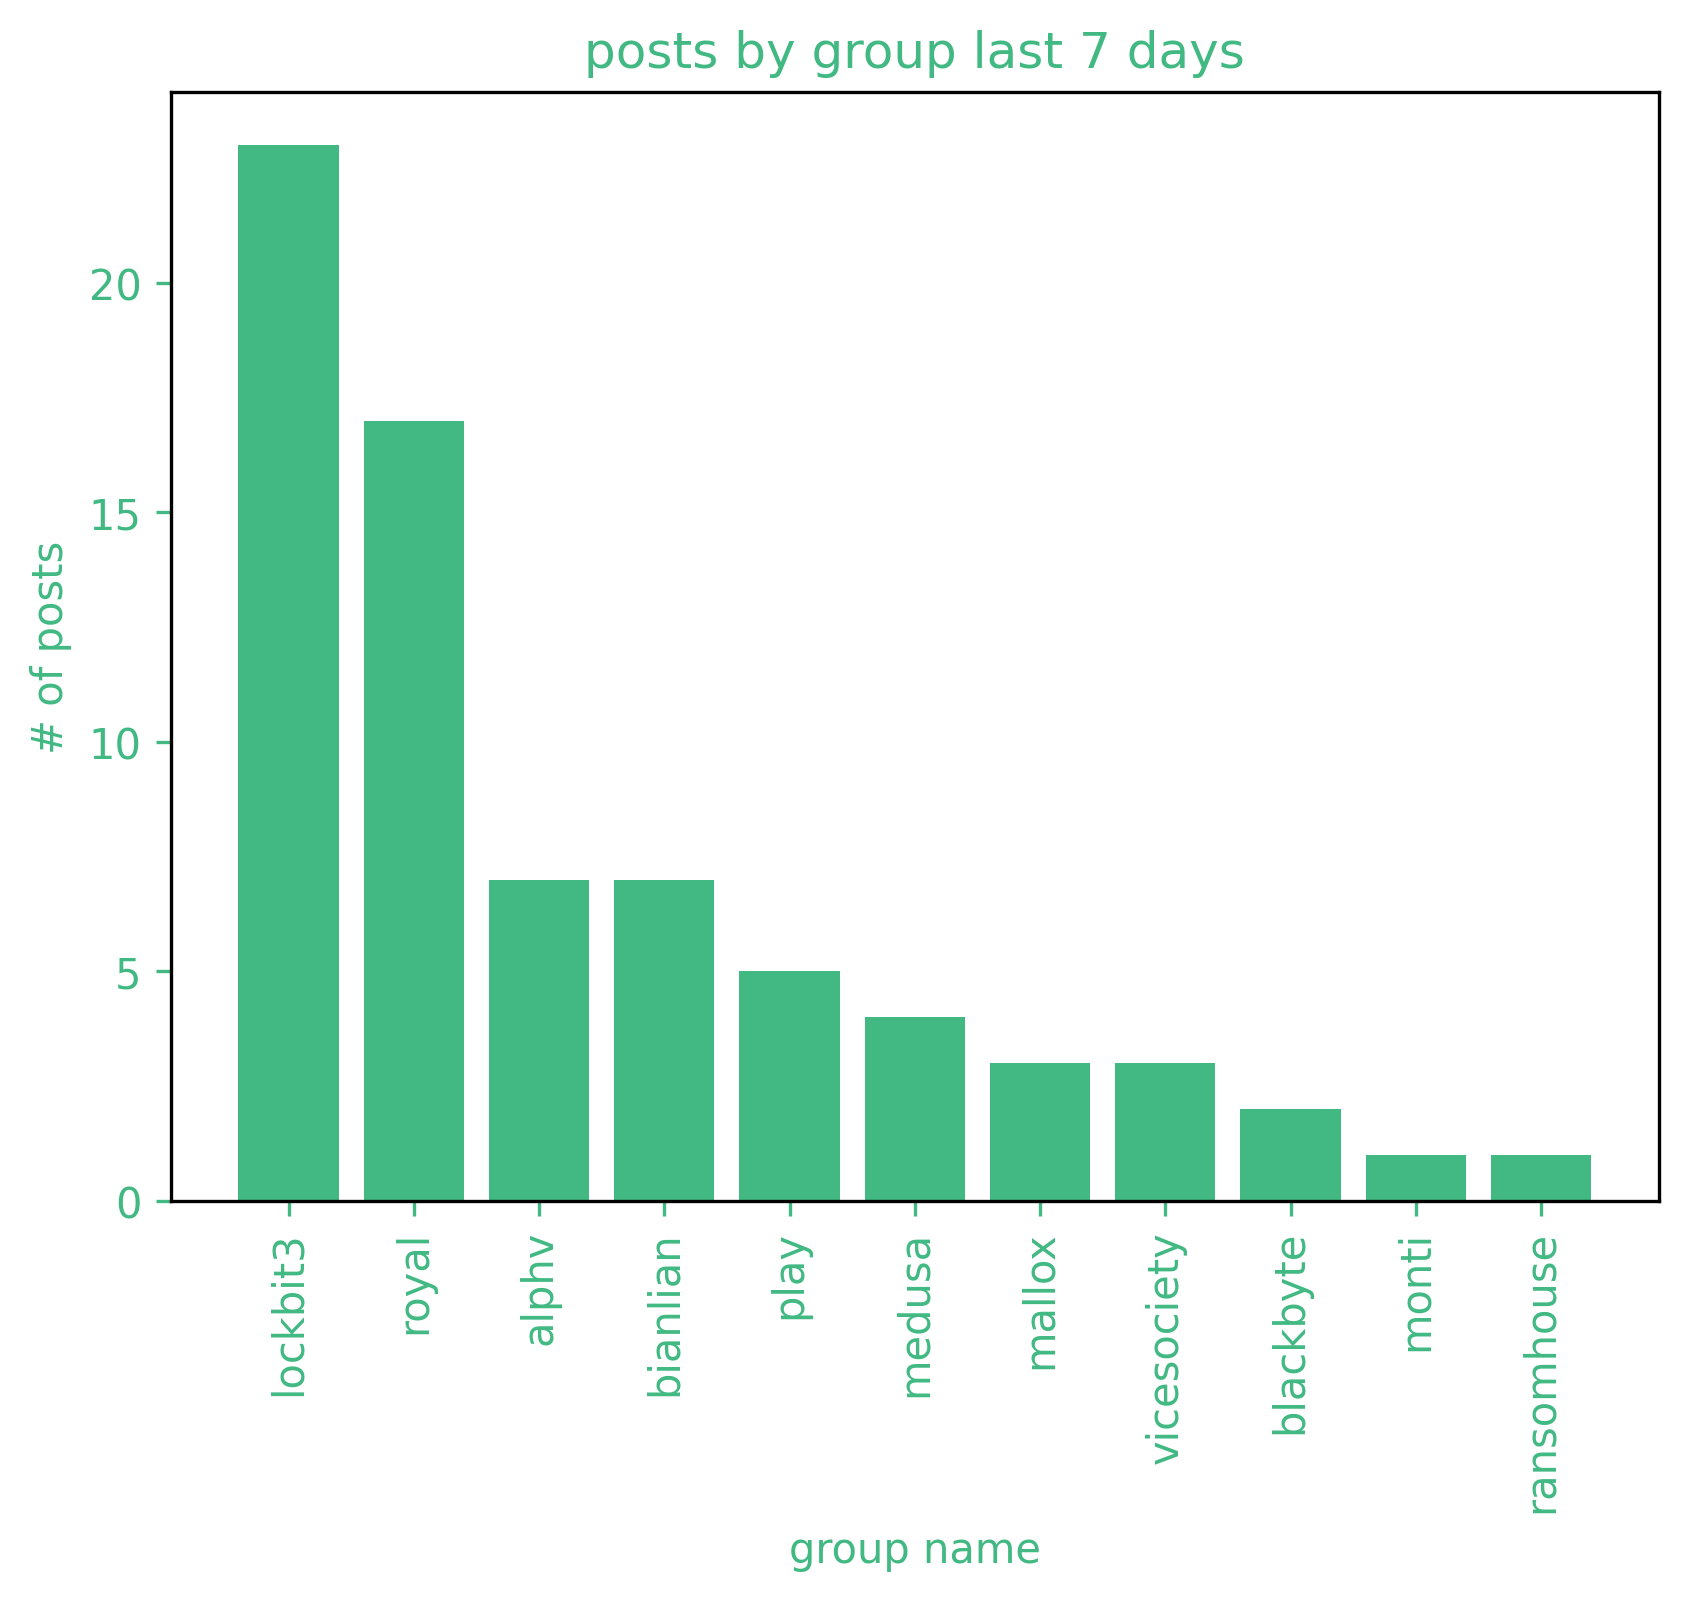 posts by group last 7 days
# of posts
20
15
10
5
0
lockbit3
royal
alphv
bianlian
play
medusa
mallox
vicesociety
blackbyte
monti
ransomhouse
group name